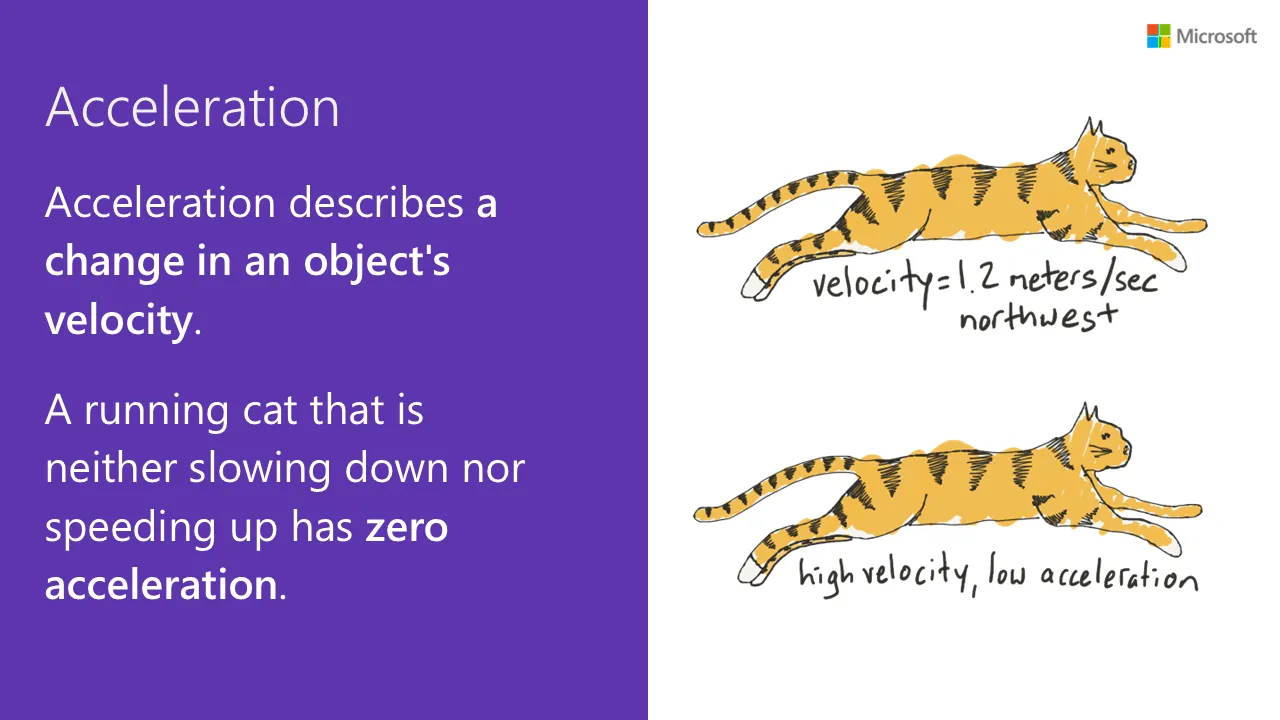 Acceleration
Acceleration describes a
change in an object's
velocity.
A running cat that is
neither slowing down nor
speeding up has zero
acceleration.
Microsoft
velocity=1.2 meters/sec
northwest
high velocity, low acceleration